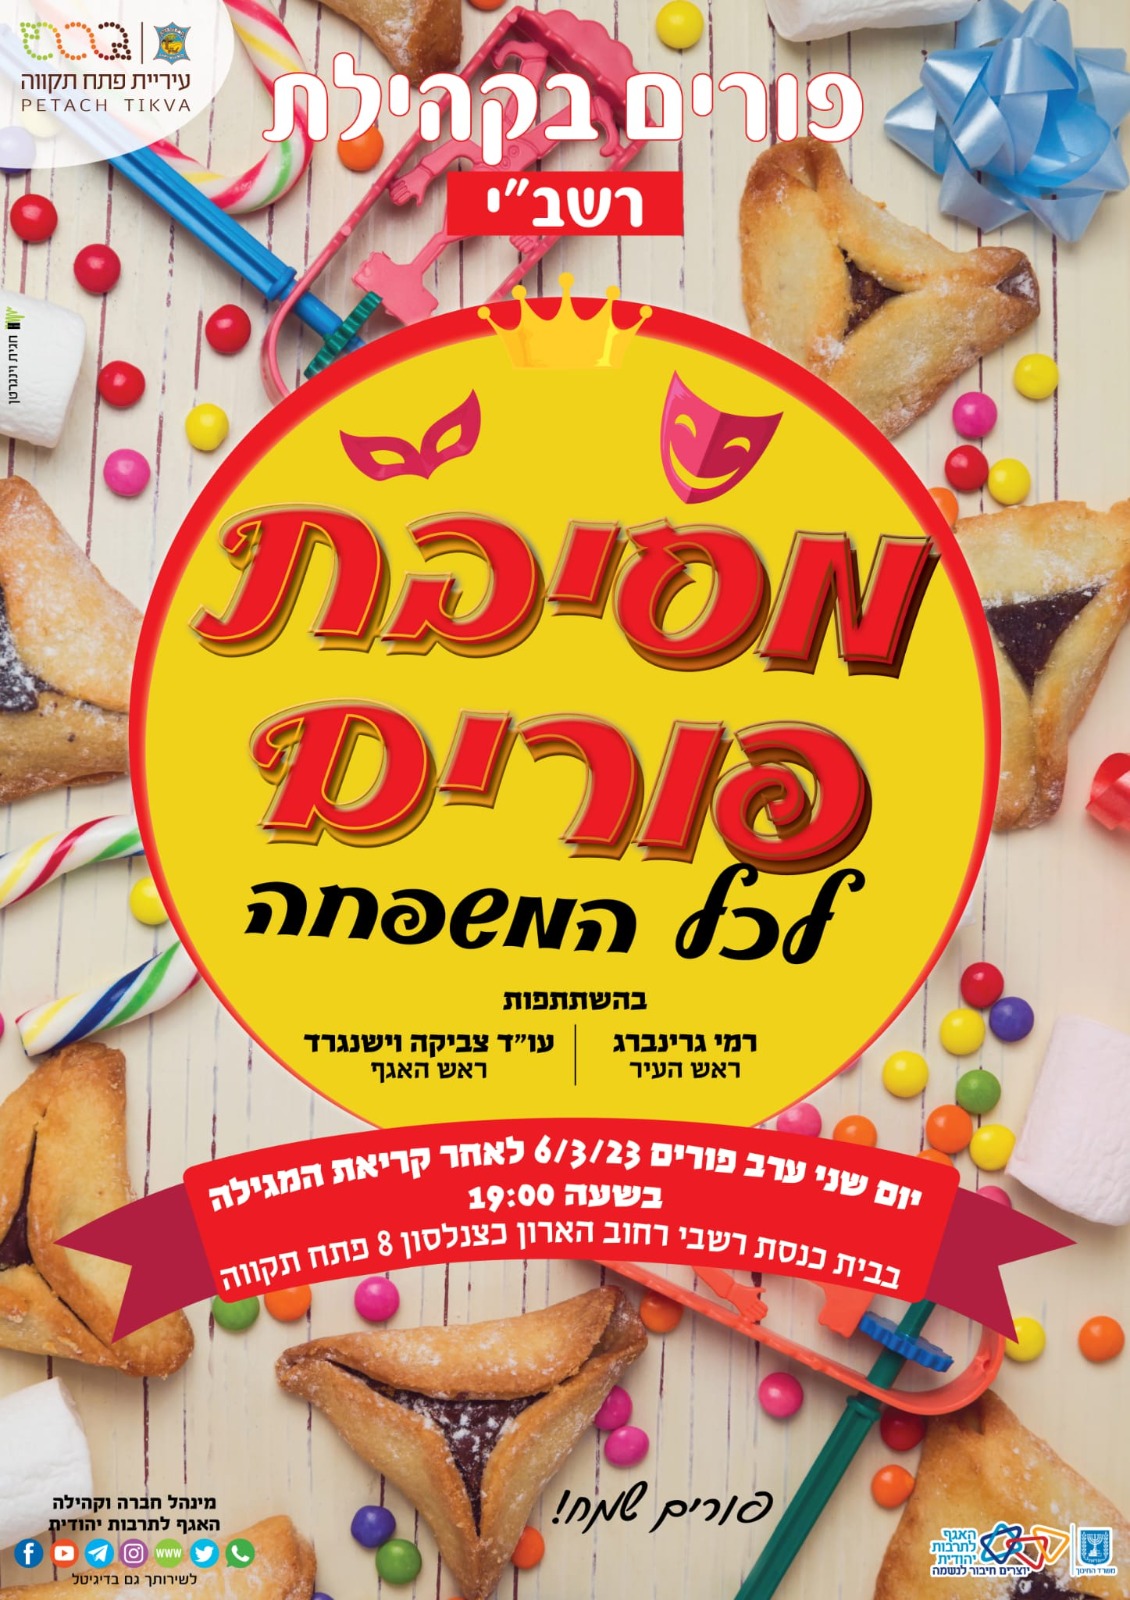 עיריית פתח תקווה
PETACH TIKVA
פורים בקהילת
רשב"י
מסיבת
פורים
לכל המשפחה
בהשתתפות
רמי גרינברג
ראש העיר
עו"ד צביקה וישנגרד
ראש האגף
יום שני ערב פורים 6/3/23 לאחר קריאת המגילה
בשעה 19:00
בבית כנסת רשבי רחוב הארון כצנלסון 8 פתח תקווה
פורים שמח!
מינהל חברה וקהילה
האגף לתרבות יהודית
www
לשירותך גם בדיגיטל
האגף
לתרבות
יהודית
יוצרים חיבור לנשמה
משרד החינוך